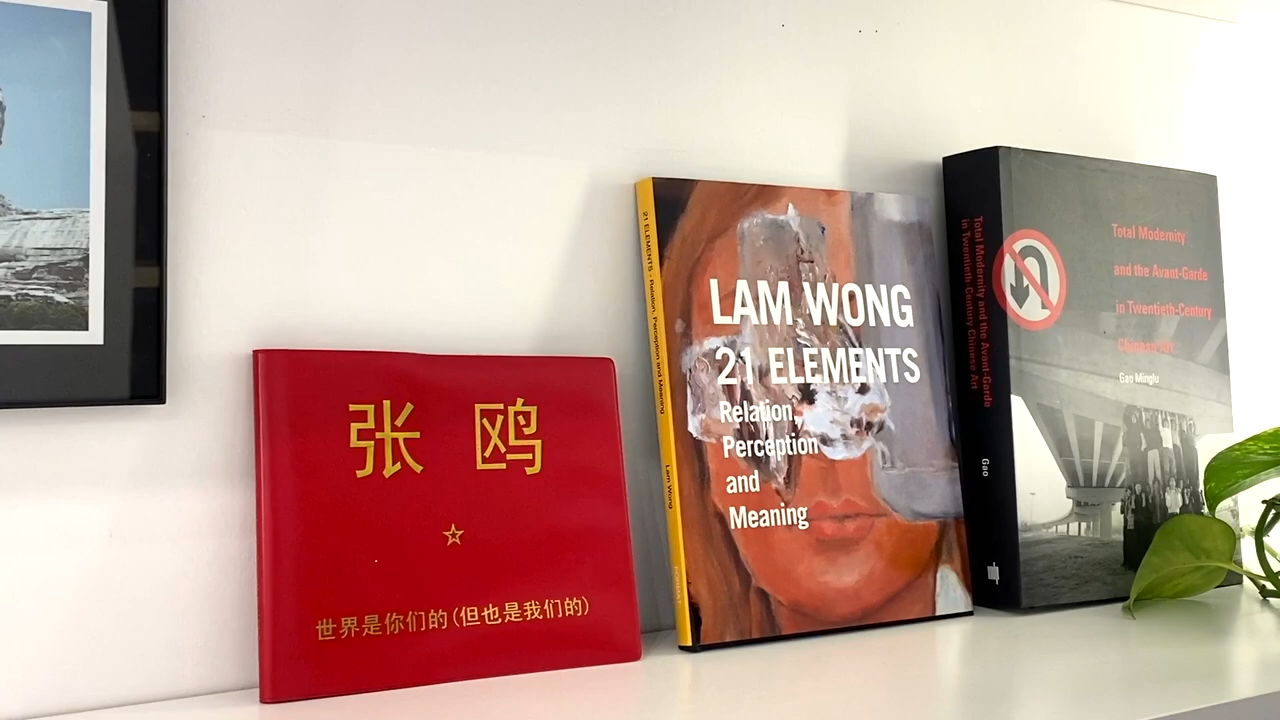 张 鸥
世界是你们的(但也是我们的)
21 ELEMENTS - Relation, Perception and Meaning
Lam Wong
LAM WONG
21 ELEMENTS
Relation,
Perception
and
Meaning
Total Modernity and the Avant-Garde
in Twentieth-Century Chinese Art
Gao
Total Modernity
and the Avant-Garde
in Twentieth-Century
Chinese Art
Gao Minglu